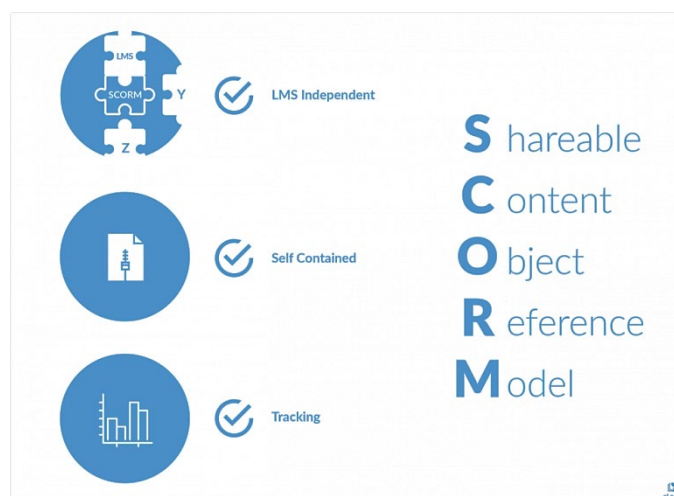 LMS
SCORM
Y
Z
LMS Independent
Self Contained
Tracking
Shareable
Content
Object
Reference
Model